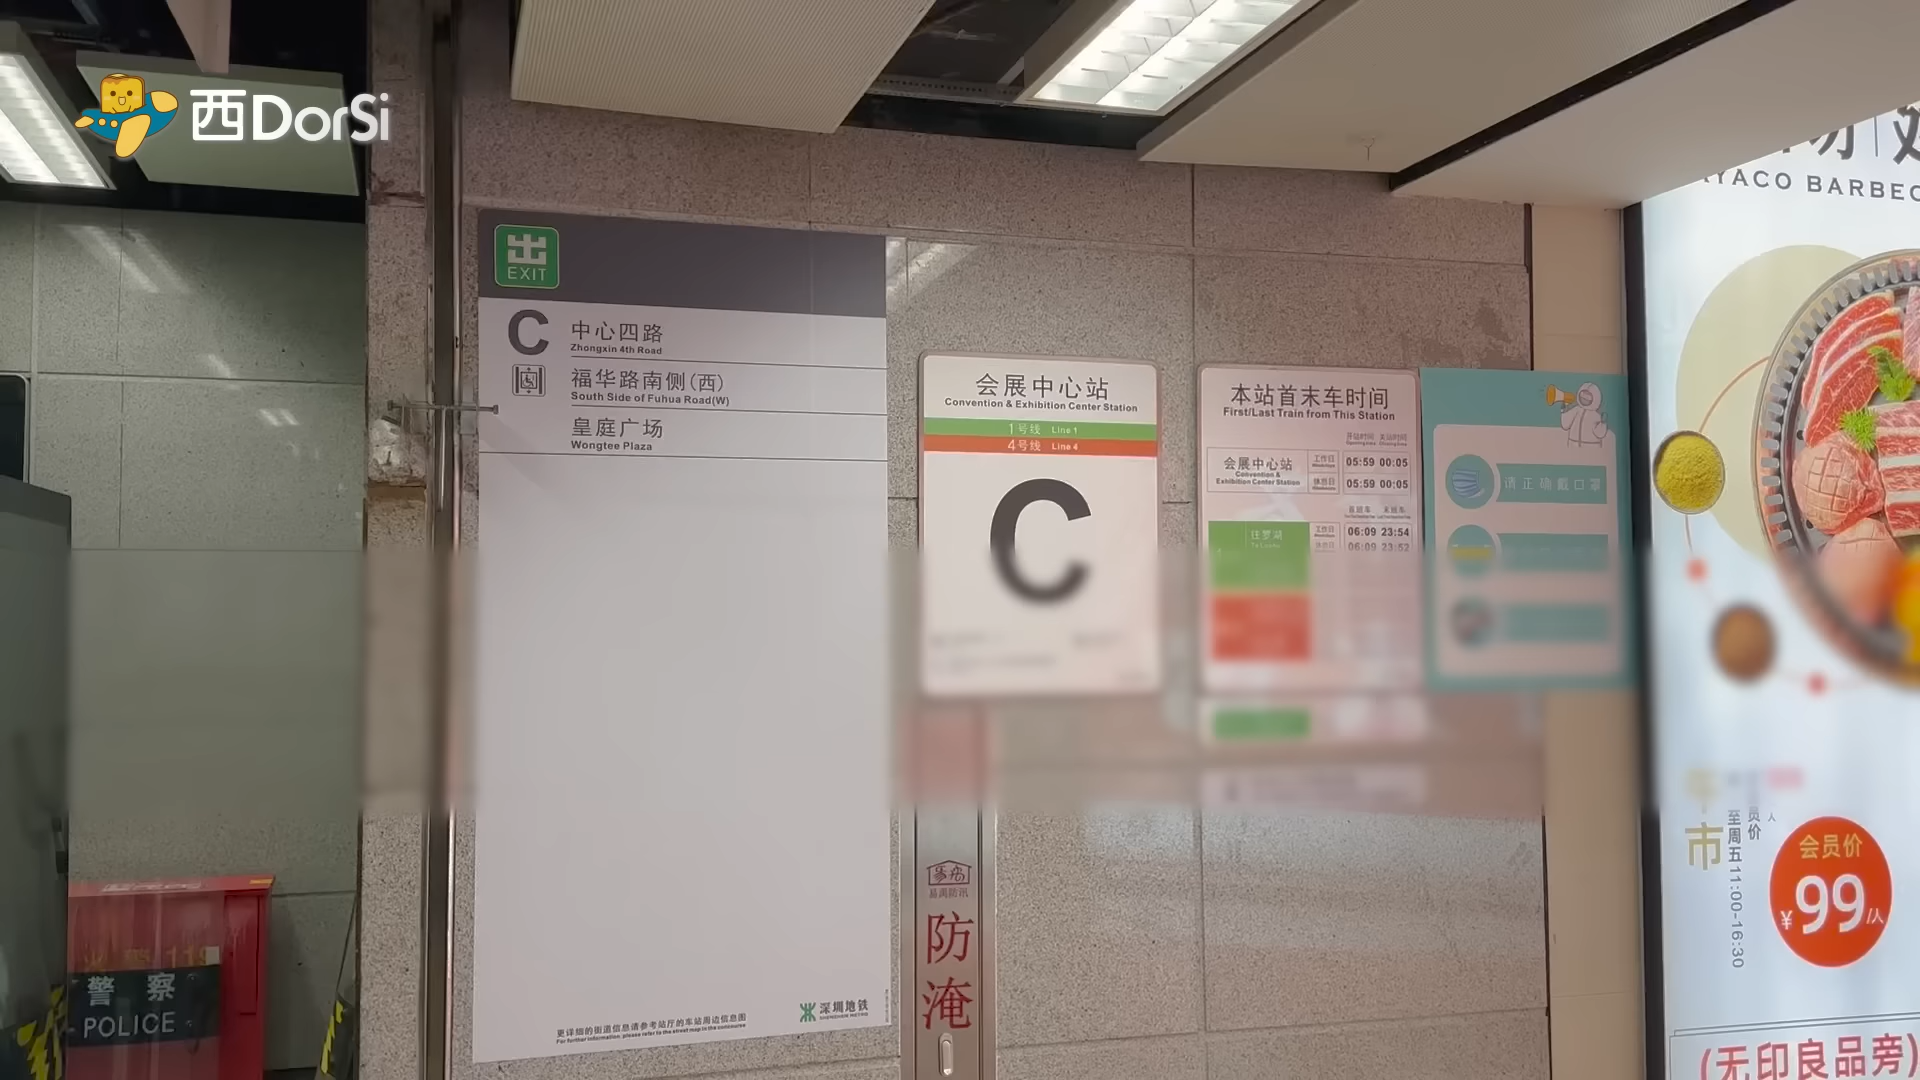 西DorSi
出
EXIT
C
中心四路
Zhongxin 4th Road
福华路南侧(西)
South Side of Fuhua Road(W)
皇庭广场
Wongtee Plaza
更详细的街道信息请参考站厅的车站周边信息图
For further information, please refer to the street map in the concourse
深圳地铁
SHENZHEN METRO
会展中心站
Convention & Exhibition Center Station
1号线 Line 1
4号线 Line 4
C
本站首末车时间
First/Last Train from This Station
开站时间 关站时间
会展中心站
Convention &
Exhibition Center Station
工作日
05:59 00:05
休息日
05:59 00:05
首班车 末班车
往罗湖
工作日
06:09 23:54
休息日
06:09 23:52
请正确戴口罩
易禹防汛
防淹
警察
POLICE
YACO BARBEC
市
至周五11:00-16:30
员价
会员价
¥99/人
(无印良品旁)